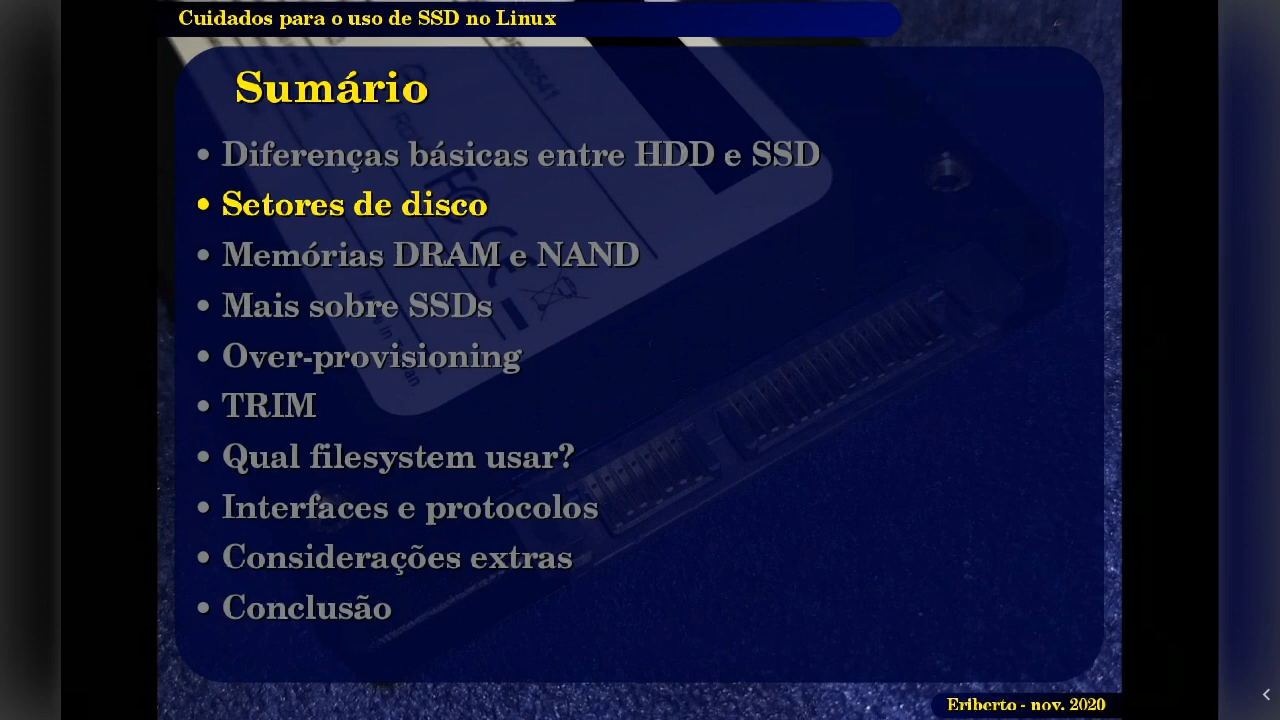 Cuidados para o uso de SSD no Linux
Sumário
• Diferenças básicas entre HDD e SSD
• Setores de disco
• Memórias DRAM e NAND
• Mais sobre SSDs
• Over-provisioning
• TRIM
• Qual filesystem usar?
• Interfaces e protocolos
• Considerações extras
• Conclusão
Eriberto - nov. 2020